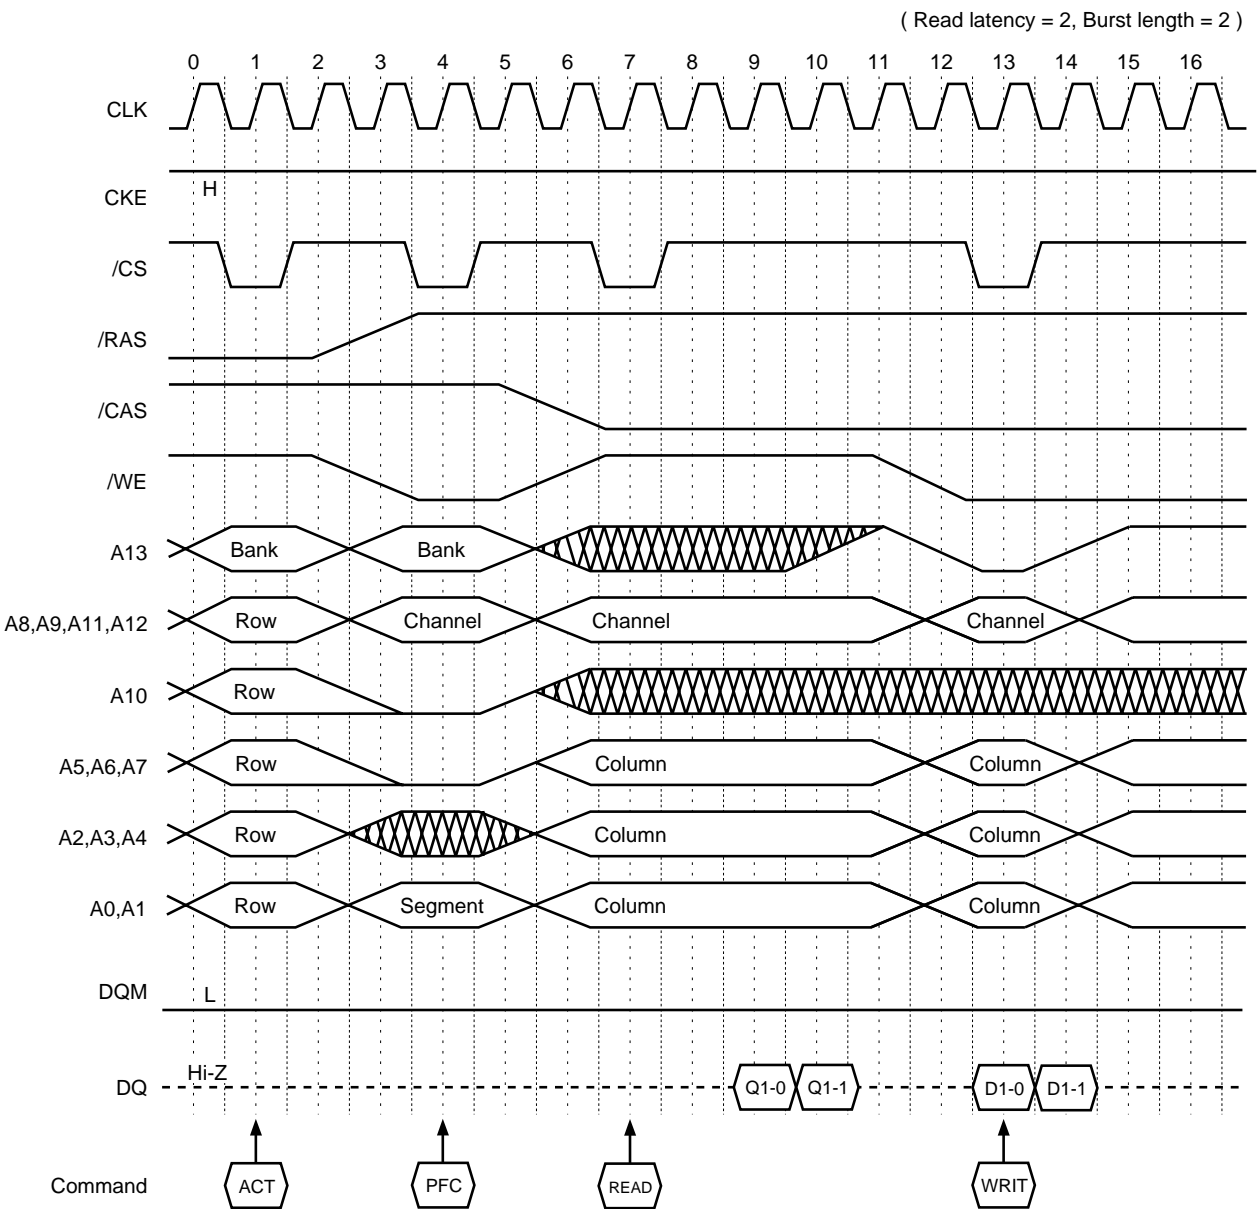 ( Read latency = 2, Burst length = 2 )
0 1 2 3 4 5 6 7 8 9 10 11 12 13 14 15 16
CLK
CKE H
/CS
/RAS
/CAS
/WE
A13 Bank Bank
A8,A9,A11,A12 Row Channel Channel Channel
A10 Row
A5,A6,A7 Row Column Column
A2,A3,A4 Row Column Column
A0,A1 Row Segment Column Column
DQM L
DQ Hi-Z Q1-0 Q1-1 D1-0 D1-1
Command ACT PFC READ WRIT